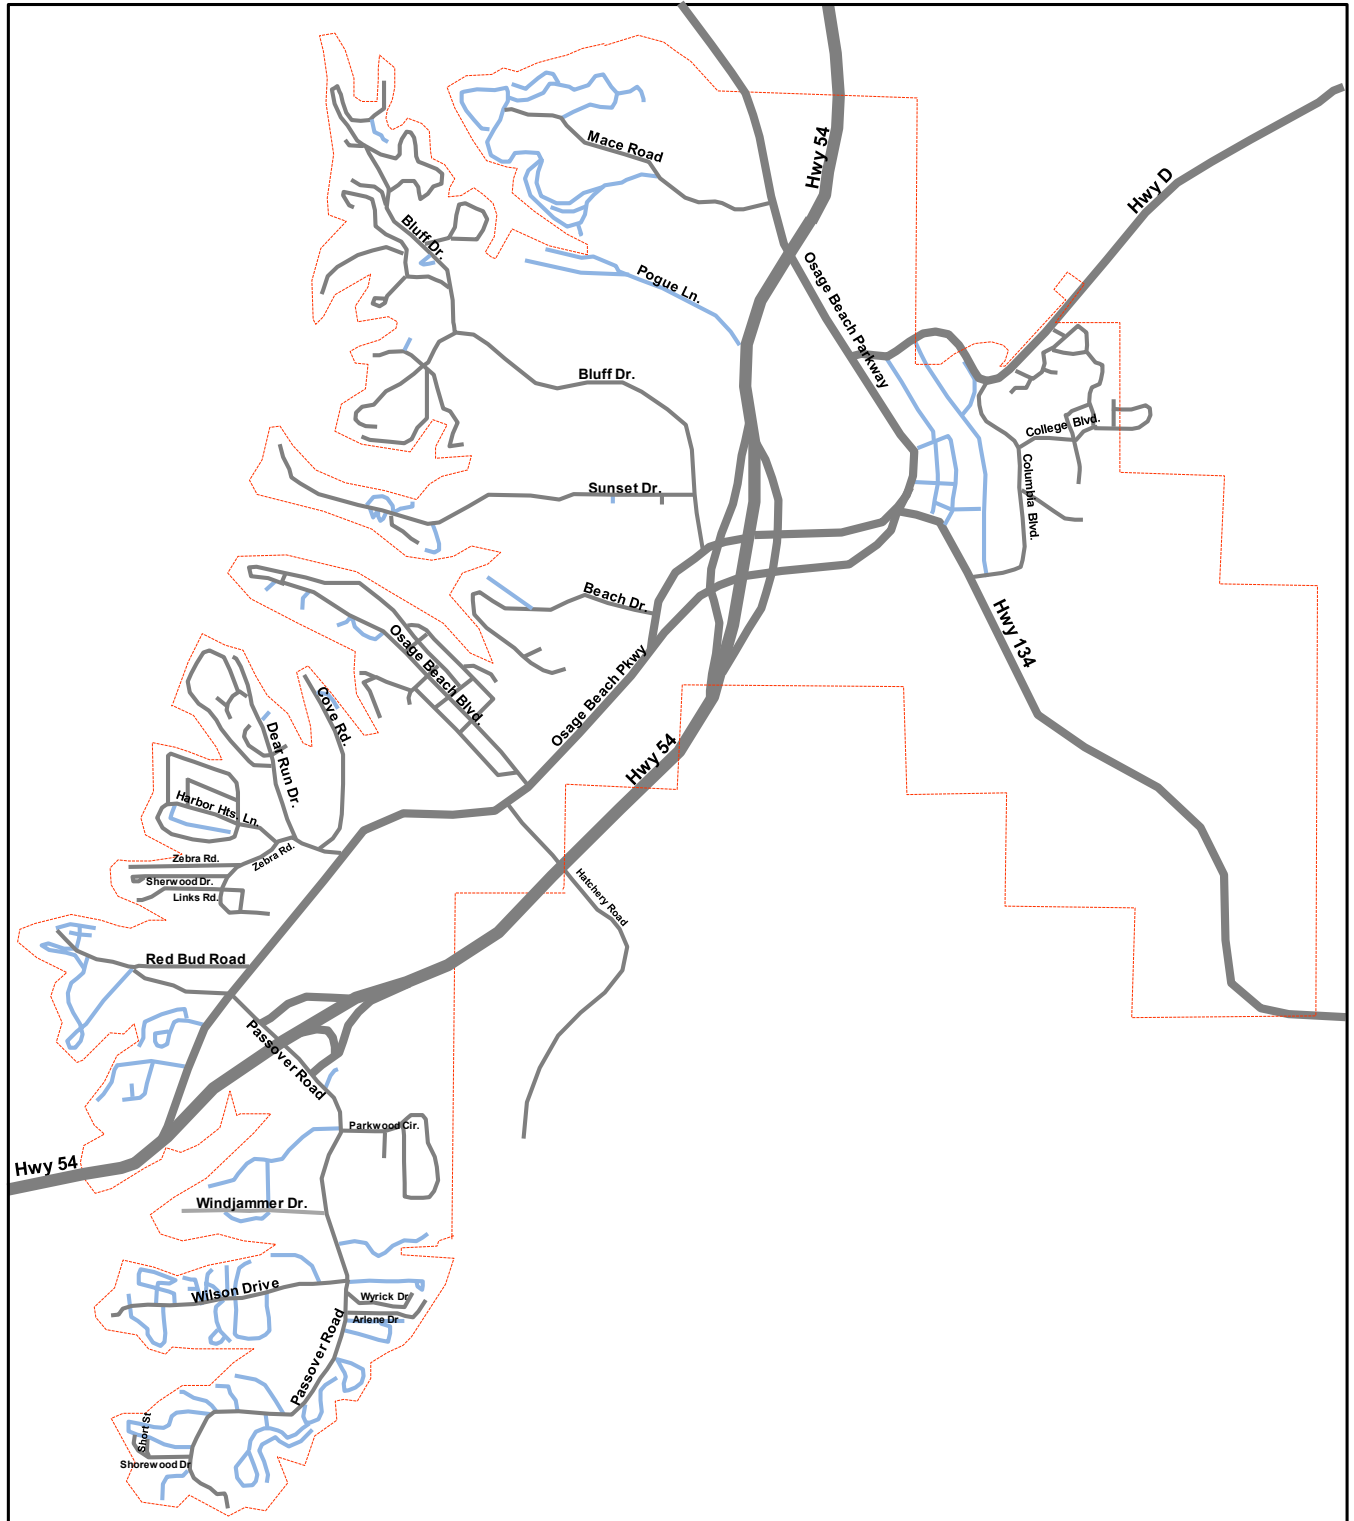 Mace Road
Hwy 54
Hwy D
Bluff Dr.
Pogue Ln.
Osage Beach Parkway
Bluff Dr.
College Blvd.
Columbia Blvd.
Sunset Dr.
Beach Dr.
Hwy 134
Osage Beach Blvd.
Osage Beach Pkwy
Cove Rd.
Dear Run Dr.
Hwy 54
Harbor Hts. Ln.
Zebra Rd.
Zebra Rd.
Sherwood Dr.
Links Rd.
Hatchery Road
Red Bud Road
Passover Road
Parkwood Cir.
Hwy 54
Windjammer Dr.
Wilson Drive
Wyrick Dr
Arlene Dr
Passover Road
Short St
Shorewood Dr